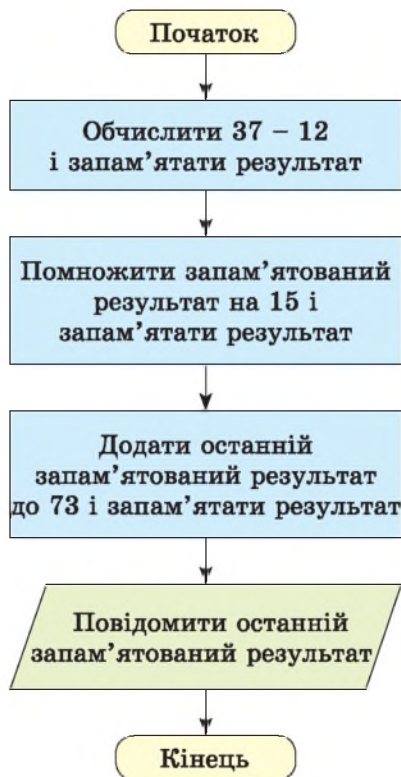 Початок
Обчислити 37 – 12
і запам’ятати результат
Помножити запам’ятований
результат на 15 і
запам’ятати результат
Додати останній
запам’ятований результат
до 73 і запам’ятати результат
Повідомити останній
запам’ятований результат
Кінець